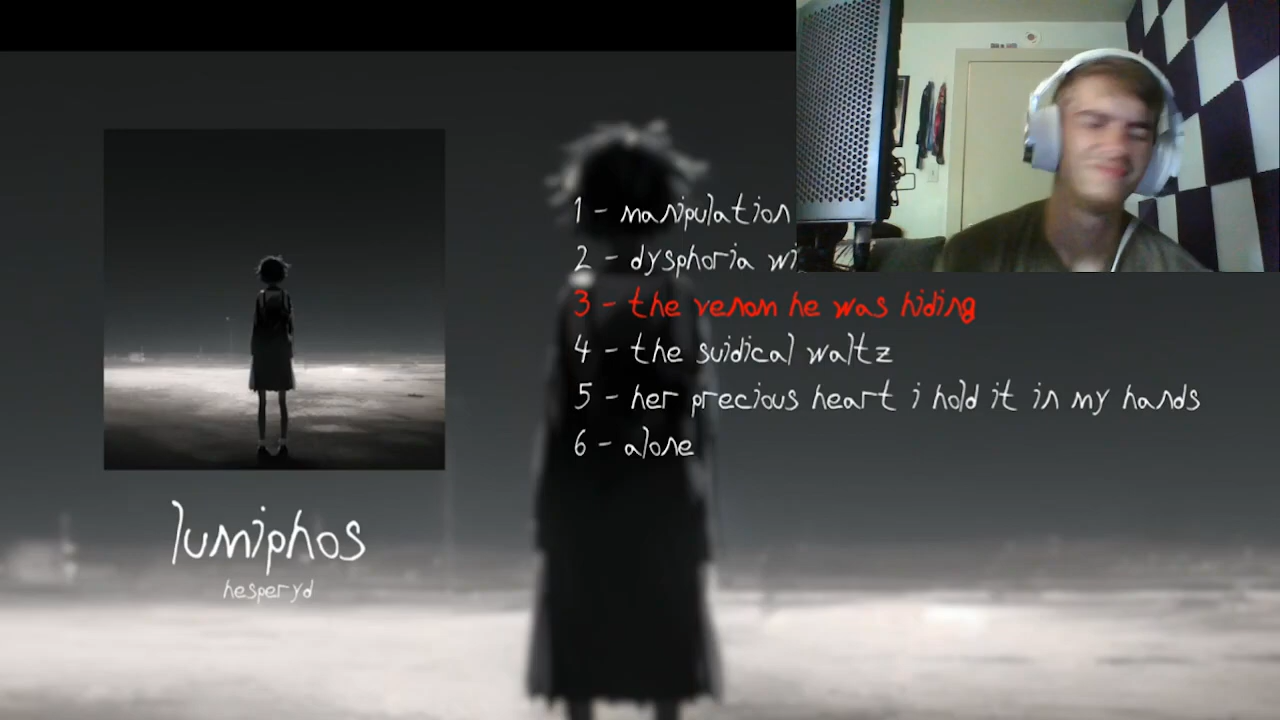 1 - manipulation
2 - dysphoria
3 - the venom he was hiding
4 - the suidical waltz
5 - her precious heart i hold it in my hands
6 - alone
lumiphos
hesperyd